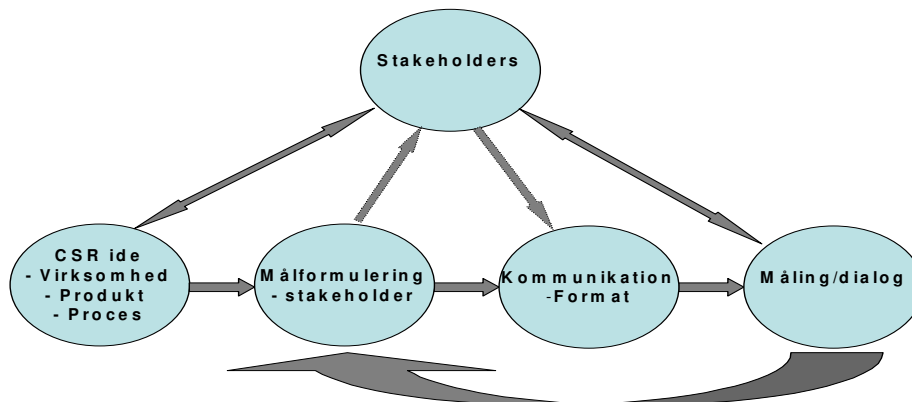 Stakeholders
CSR ide
- Virksomhed
- Produkt
- Proces
Målformulering
- stakeholder
Kommunikation
-Format
Måling/dialog